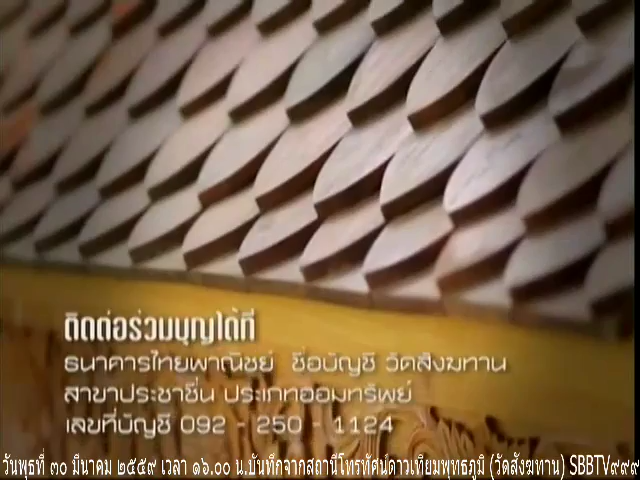 ติดต่อร่วมบุญได้ที่
ธนาคารไทยพาณิชย์ ชื่อบัญชี วัดสังฆทาน
สาขาประชาชื่น ประเภทออมทรัพย์
เลขที่บัญชี 092 - 250 - 1124
วันพุธที่ ๓๐ มีนาคม ๒๕๕๙ เวลา ๑๖.๐๐ น.บันทึกจากสถานีโทรทัศน์ดาวเทียมพุทธภูมิ (วัดสังฆทาน) SBBTV๙๙๙